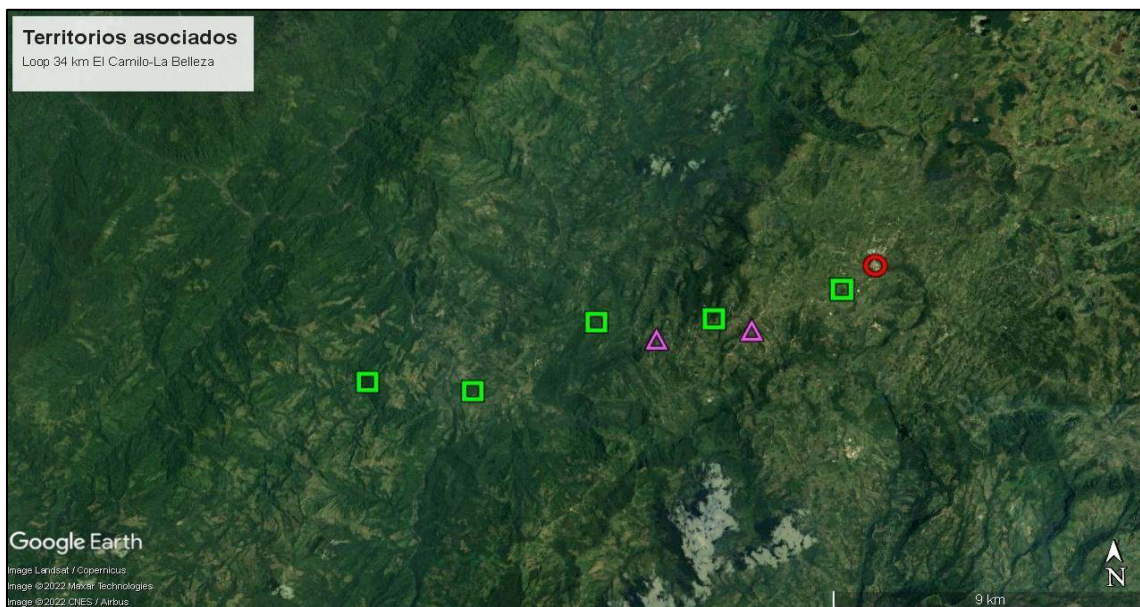 Territorios asociados
Loop 34 km El Camilo-La Belleza
Google Earth
Image Landsat / Copernicus
Image © 2022 Maxar Technologies
Image © 2022 CNES / Airbus
N
9 km